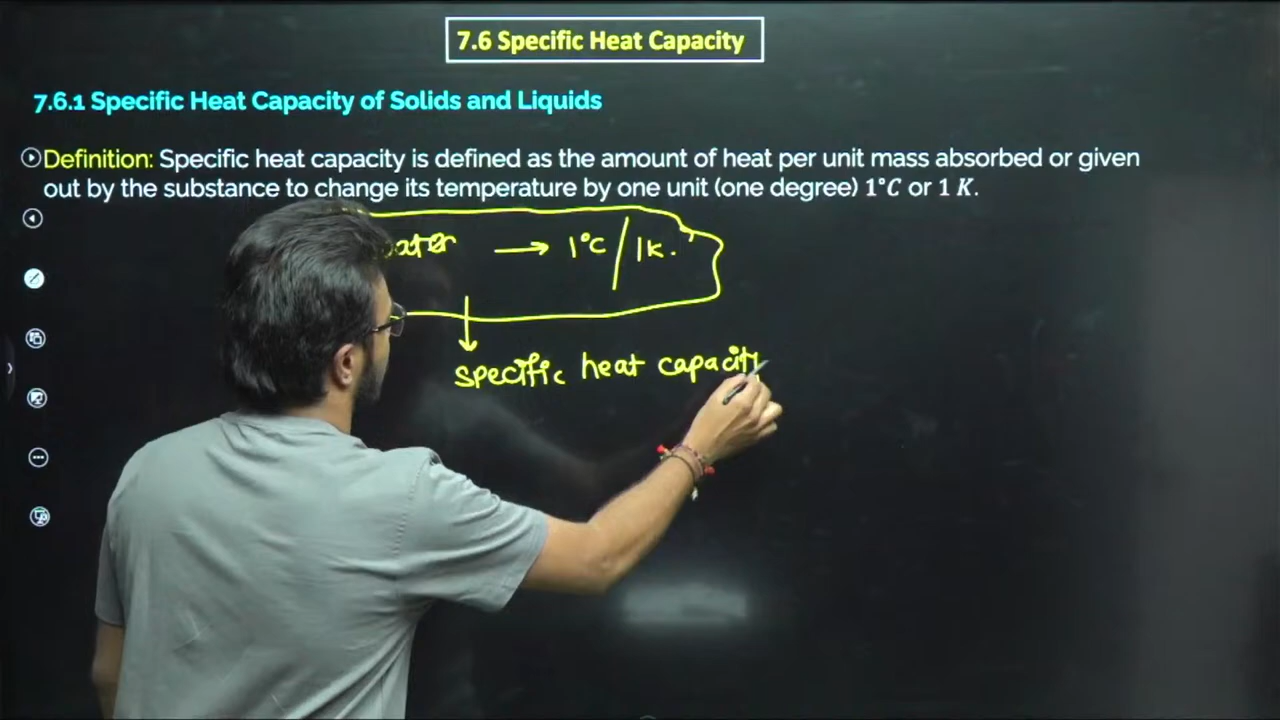 7.6 Specific Heat Capacity
7.6.1 Specific Heat Capacity of Solids and Liquids
Definition: Specific heat capacity is defined as the amount of heat per unit mass absorbed or given
out by the substance to change its temperature by one unit (one degree) 1°C or 1 K.
→ 1°C / 1K.
specific heat capacity